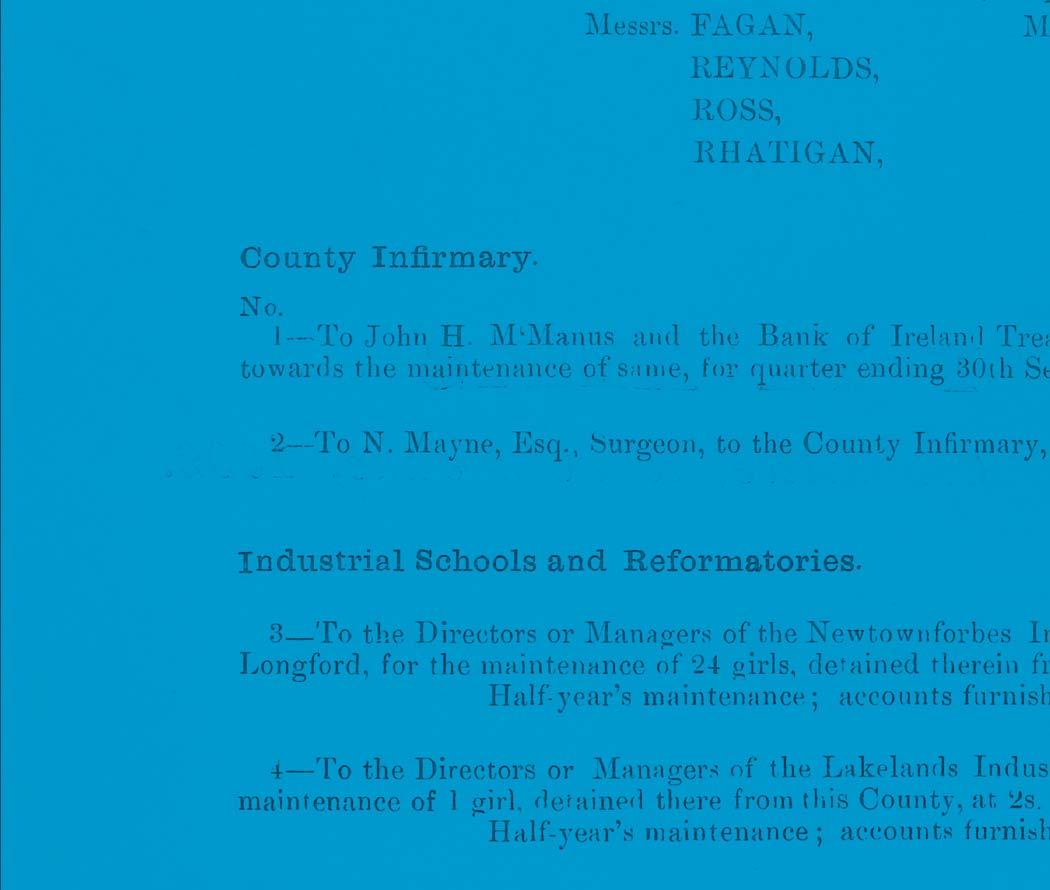 Messrs. FAGAN,
REYNOLDS,
ROSS,
RHATIGAN,
County Infirmary.
No.
1—To John H. M'Manus and the Bank of Ireland
towards the maintenance of same, for quarter ending 30th
2—To N. Mayne, Esq., Surgeon, to the County Infirmary,
Industrial Schools and Reformatories.
3—To the Directors or Managers of the Newtownforbes
Longford, for the maintenance of 24 girls, detained therein
Half-year's maintenance; accounts
4—To the Directors or Managers of the Lakelands
maintenance of 1 girl, detained there from this County, at 2s.
Half-year's maintenance; accounts